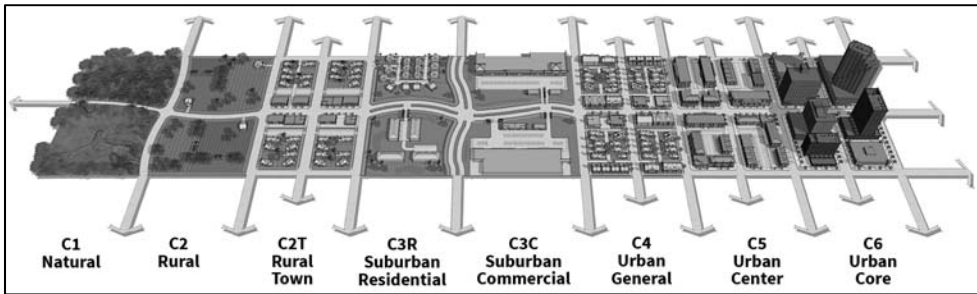 C1
Natural
C2
Rural
C2T
Rural
Town
C3R
Suburban
Residential
C3C
Suburban
Commercial
C4
Urban
General
C5
Urban
Center
C6
Urban
Core